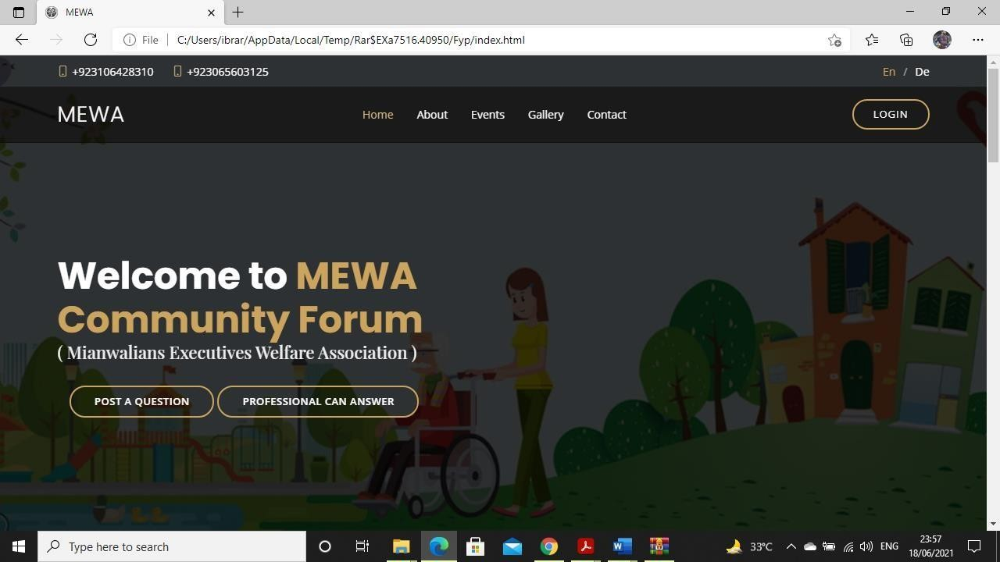 MEWA
File
C:/Users/ibrar/AppData/Local/Temp/Rar$EXa7516.40950/Fyp/index.html
+923106428310 +923065603125 En / De
MEWA Home About Events Gallery Contact LOGIN
Welcome to MEWA
Community Forum
( Mianwalians Executives Welfare Association )
POST A QUESTION PROFESSIONAL CAN ANSWER
Type here to search
33°C ENG
23:57
18/06/2021